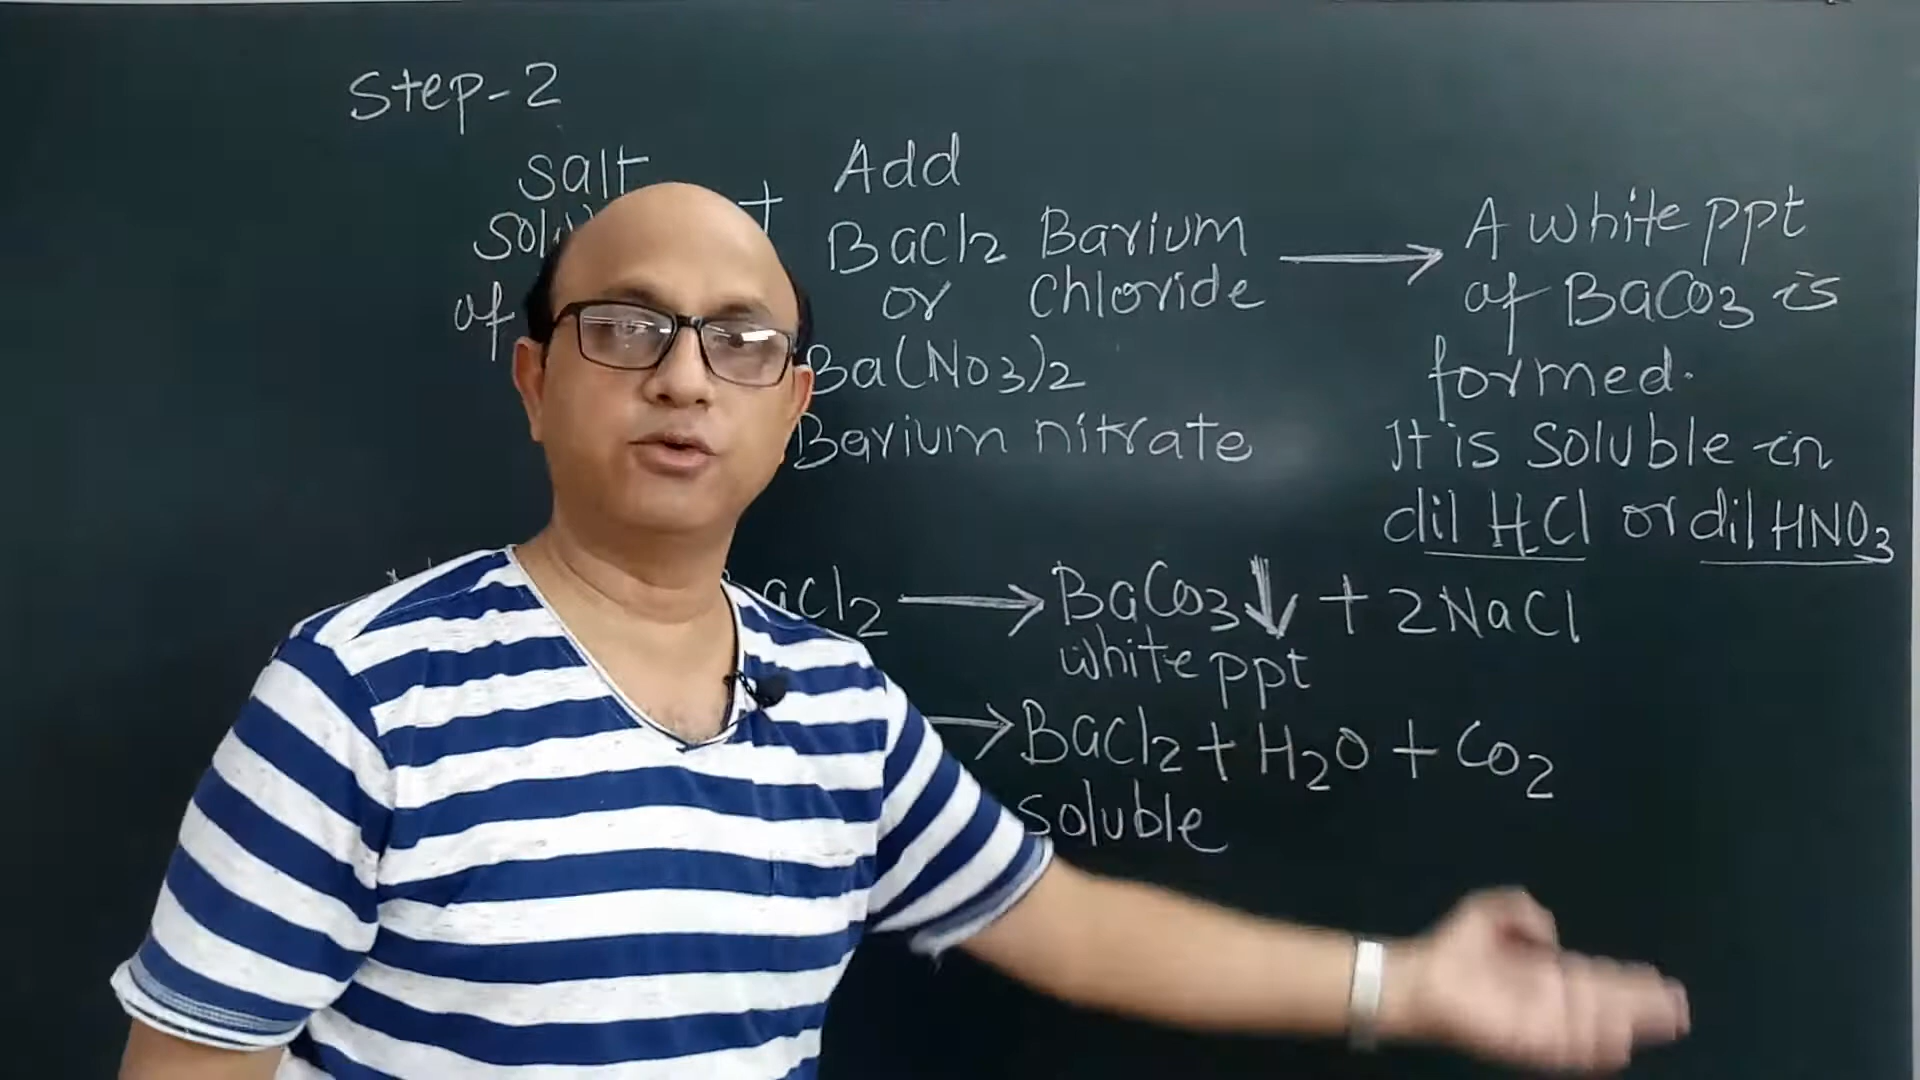 Step-2
Salt + Add
of BaCl2 Barium → A white ppt
or Chloride of BaCO3 is
Ba(NO3)2 formed.
Barium nitrate It is soluble in
dil HCl or dil HNO3
→ BaCO3↓ + 2NaCl
white ppt
→ BaCl2 + H2O + CO2
soluble